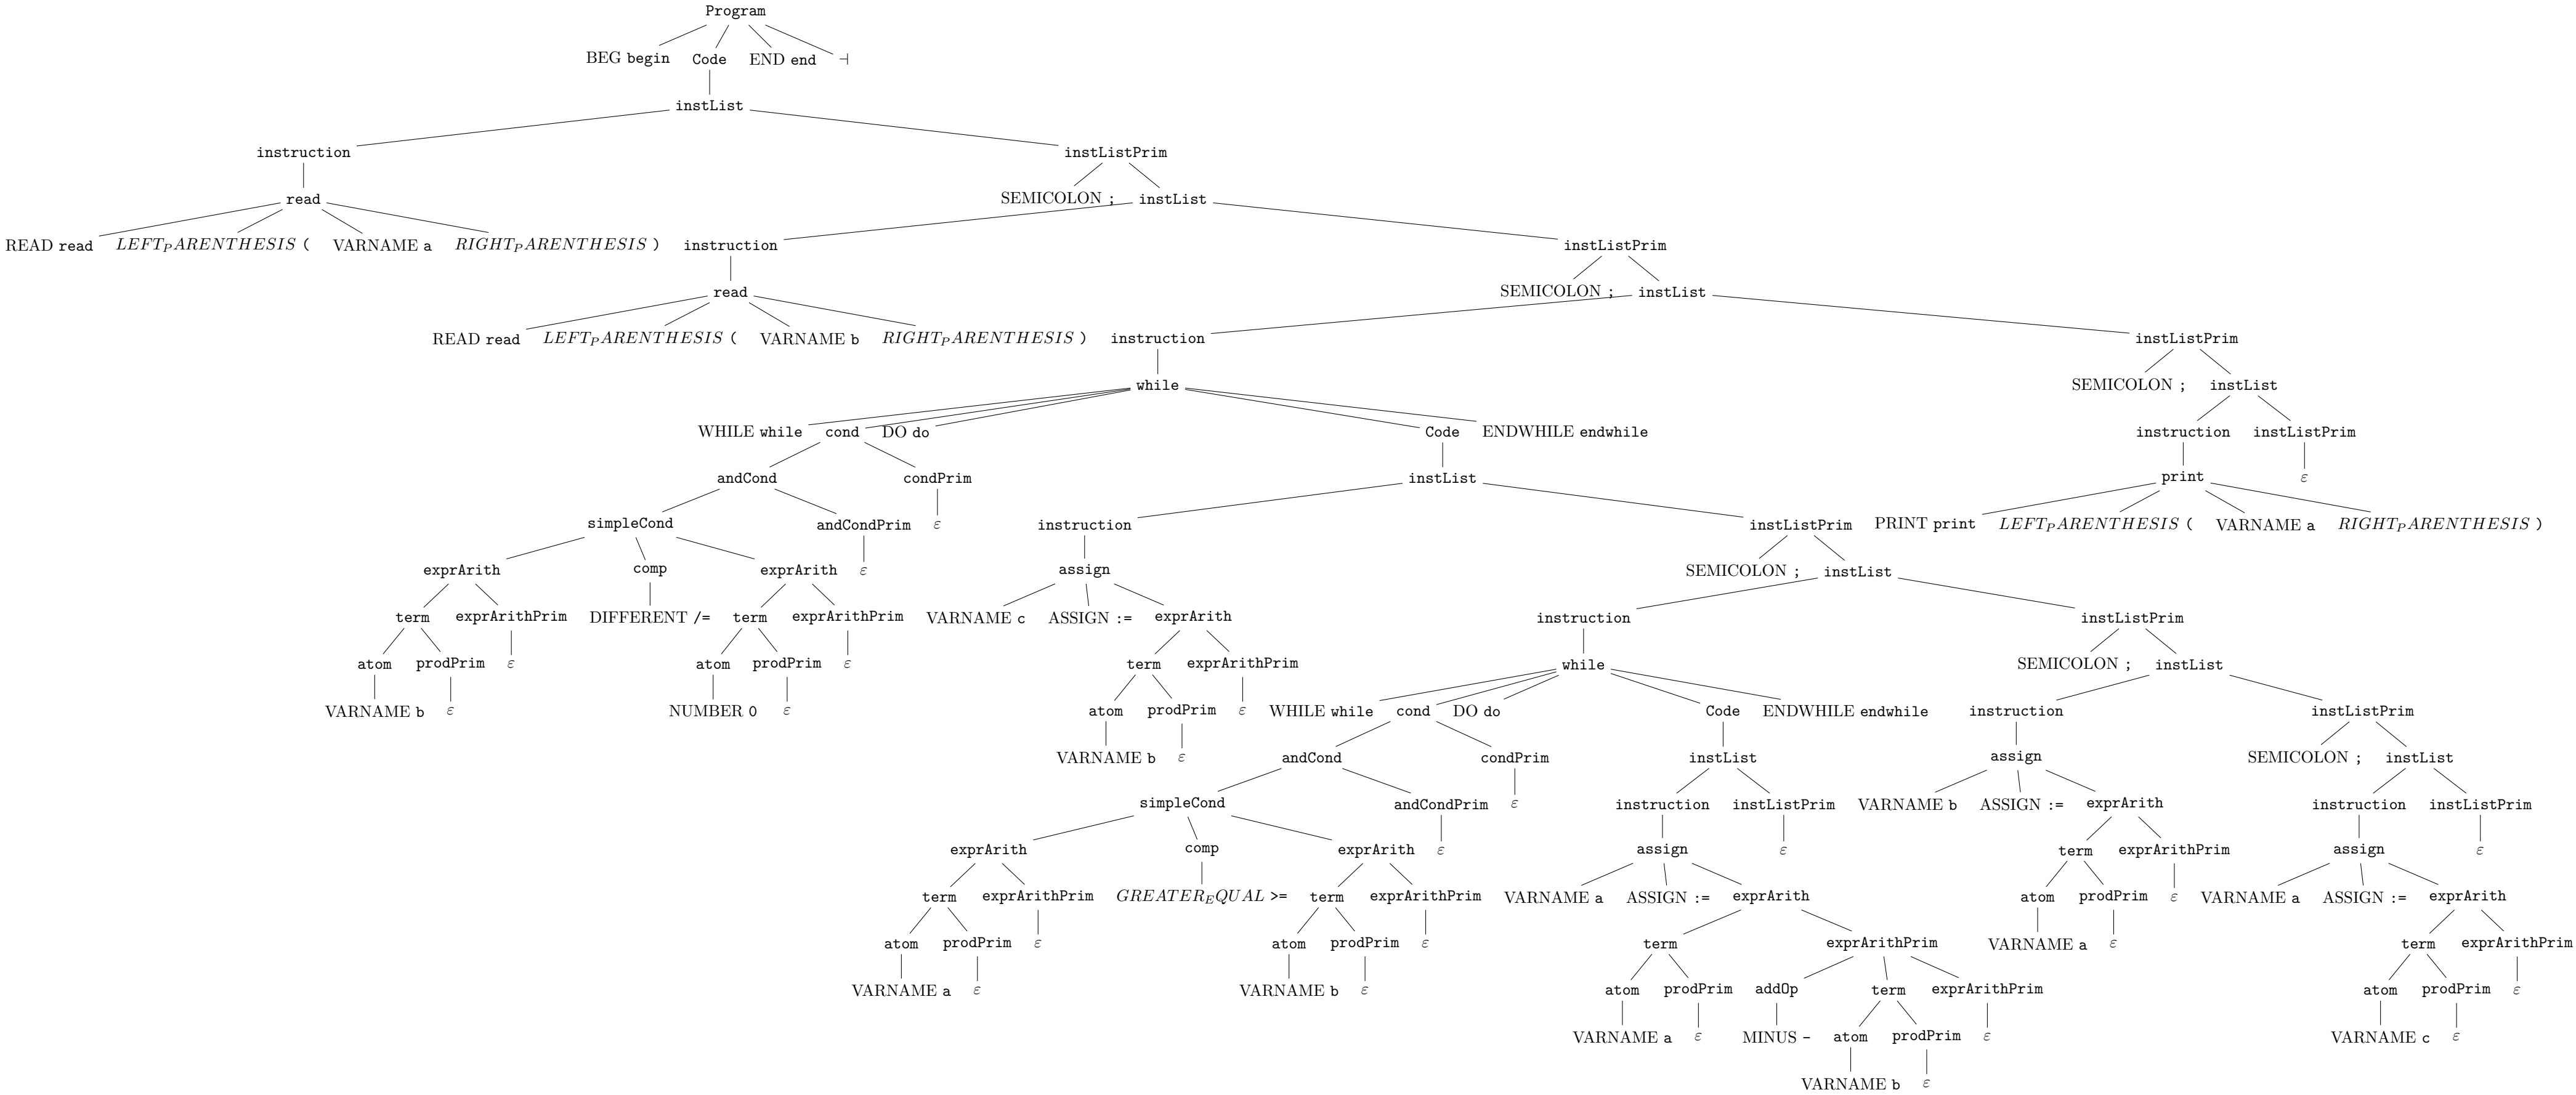 Program
BEG begin Code END end ⊣
instList
instruction instListPrim
read SEMICOLON ; instList
READ read LEFT_PARENTHESIS ( VARNAME a RIGHT_PARENTHESIS ) instruction instListPrim
read SEMICOLON ; instList
READ read LEFT_PARENTHESIS ( VARNAME b RIGHT_PARENTHESIS ) instruction instListPrim
while SEMICOLON ; instList
WHILE while cond DO do Code ENDWHILE endwhile instruction instListPrim
andCond condPrim instList print ε
simpleCond andCondPrim ε instruction instListPrim PRINT print LEFT_PARENTHESIS ( VARNAME a RIGHT_PARENTHESIS )
exprArith comp exprArith ε assign SEMICOLON ; instList
term exprArithPrim DIFFERENT /= term exprArithPrim VARNAME c ASSIGN := exprArith instruction instListPrim
atom prodPrim ε atom prodPrim ε term exprArithPrim while SEMICOLON ; instList
VARNAME b ε NUMBER 0 ε atom prodPrim ε WHILE while cond DO do Code ENDWHILE endwhile instruction instListPrim
VARNAME b ε andCond condPrim instList assign SEMICOLON ; instList
simpleCond andCondPrim ε instruction instListPrim VARNAME b ASSIGN := exprArith instruction instListPrim
exprArith comp exprArith ε assign ε term exprArithPrim assign ε
term exprArithPrim GREATER_EQUAL >= term exprArithPrim VARNAME a ASSIGN := exprArith atom prodPrim ε VARNAME a ASSIGN := exprArith
atom prodPrim ε atom prodPrim ε term exprArithPrim VARNAME a ε term exprArithPrim
VARNAME a ε VARNAME b ε atom prodPrim addOp term exprArithPrim atom prodPrim ε
VARNAME a ε MINUS - atom prodPrim ε VARNAME c ε
VARNAME b ε